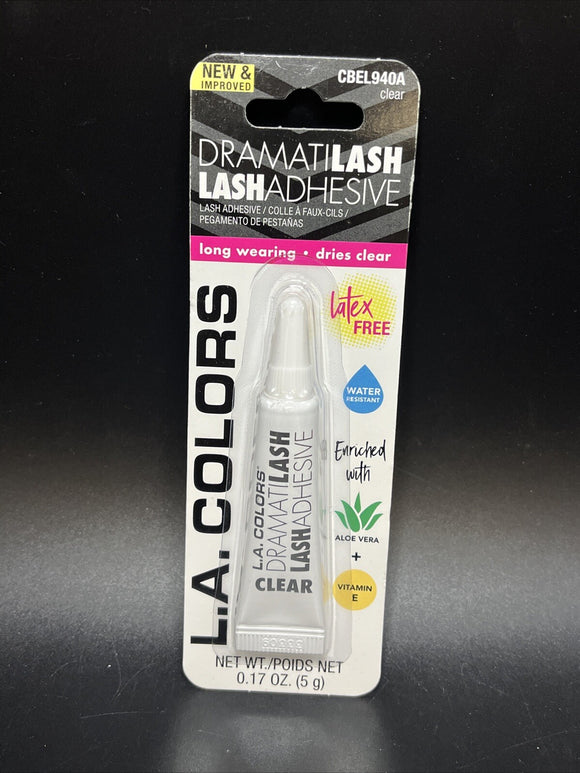 NEW &
IMPROVED
CBEL940A
clear
DRAMATILASH
LASHADHESIVE
LASH ADHESIVE / COLLE À FAUX-CILS /
PEGAMENTO DE PESTAÑAS
long wearing • dries clear
Latex
FREE
WATER
RESISTANT
Enriched
with
ALOE VERA
+
VITAMIN
E
L.A. COLORS
L.A. COLORS®
DRAMATILASH
LASHADHESIVE
CLEAR
NET WT./POIDS NET
0.17 OZ. (5 g)